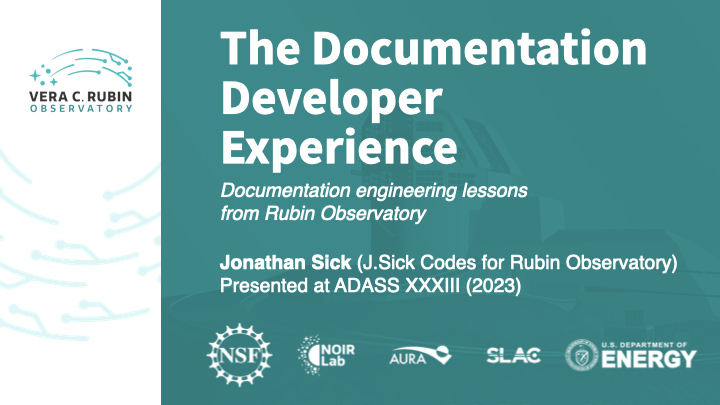 VERA C. RUBIN
OBSERVATORY
The Documentation
Developer
Experience
Documentation engineering lessons
from Rubin Observatory
Jonathan Sick (J.Sick Codes for Rubin Observatory)
Presented at ADASS XXXIII (2023)
NSF
NOIR
Lab
AURA
SLAC
U.S. DEPARTMENT OF
ENERGY